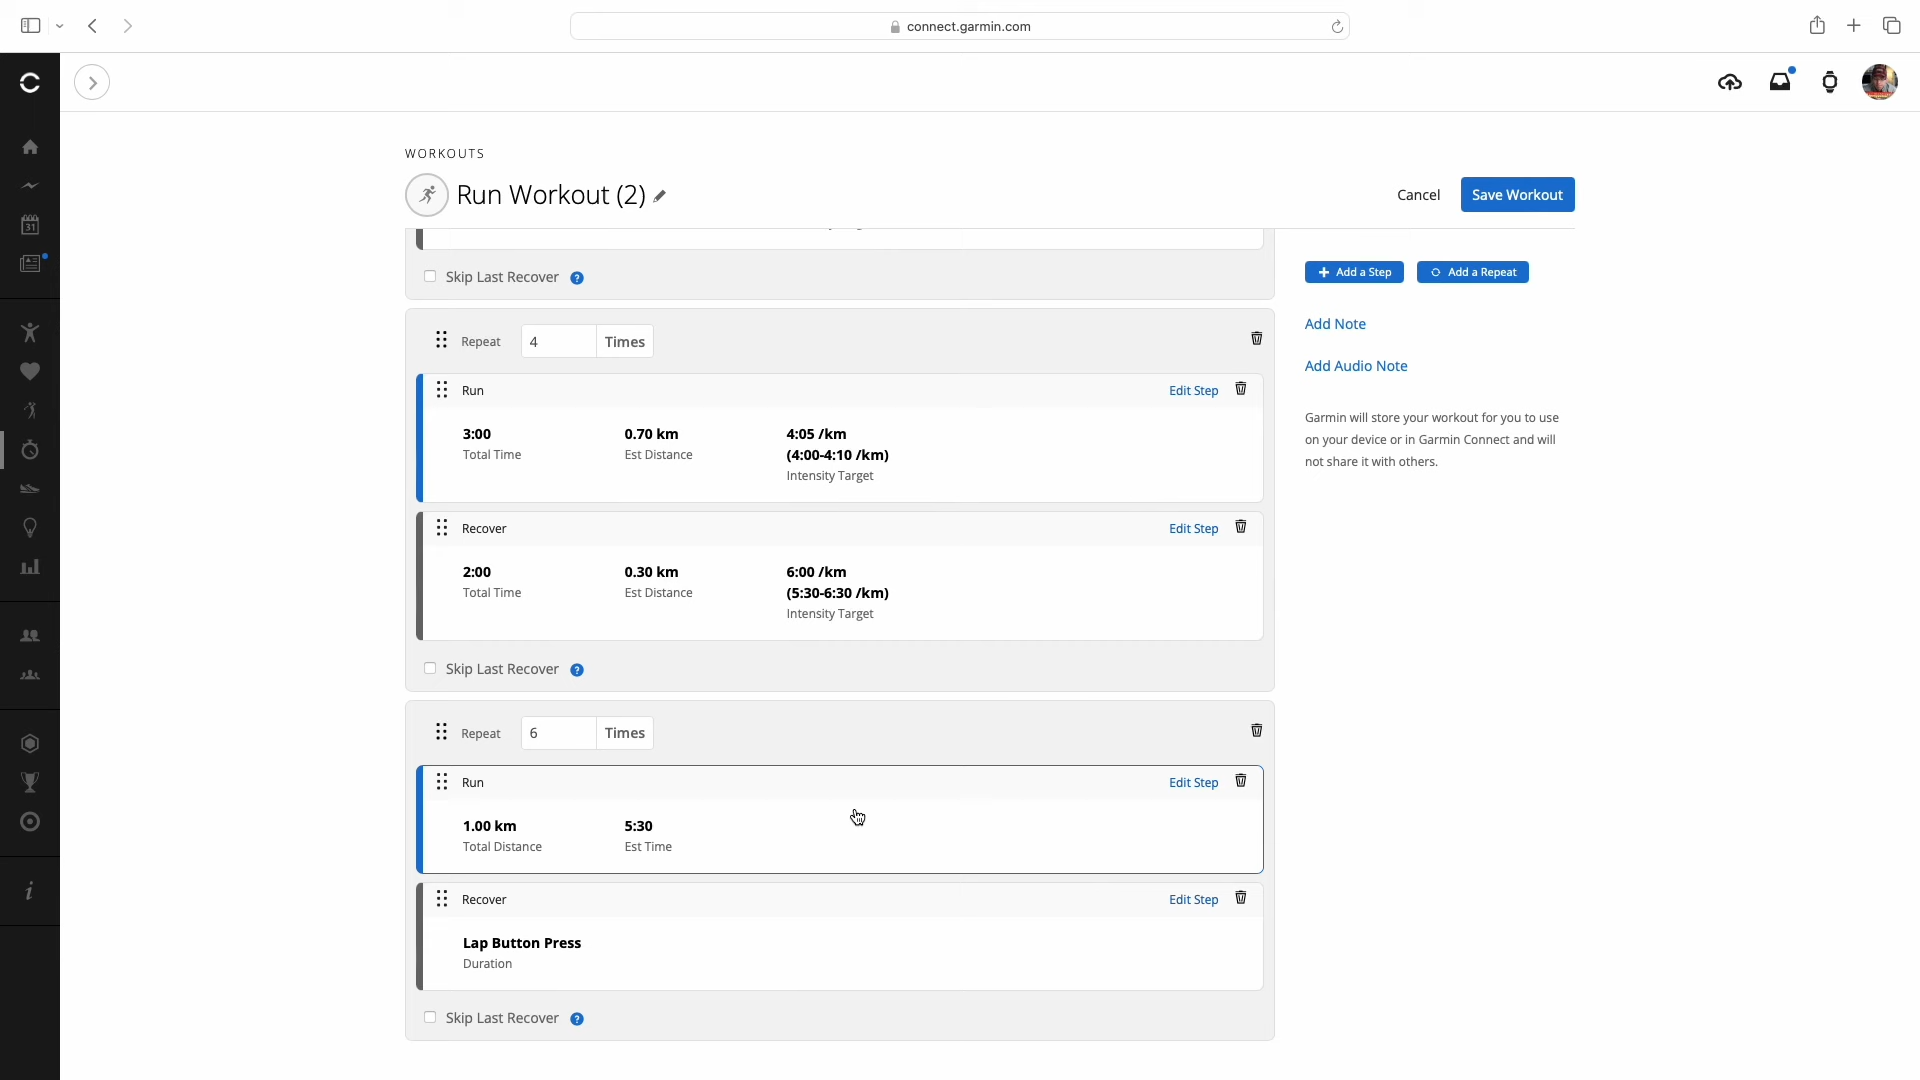 connect.garmin.com
31
WORKOUTS
Run Workout (2)
Cancel
Save Workout
Skip Last Recover ?
Add a Step
Add a Repeat
Add Note
Add Audio Note
Garmin will store your workout for you to use
on your device or in Garmin Connect and will
not share it with others.
Repeat 4 Times
Run Edit Step
3:00 0.70 km 4:05 /km
Total Time Est Distance (4:00-4:10 /km)
Intensity Target
Recover Edit Step
2:00 0.30 km 6:00 /km
Total Time Est Distance (5:30-6:30 /km)
Intensity Target
Skip Last Recover ?
Repeat 6 Times
Run Edit Step
1.00 km 5:30
Total Distance Est Time
Recover Edit Step
Lap Button Press
Duration
Skip Last Recover ?